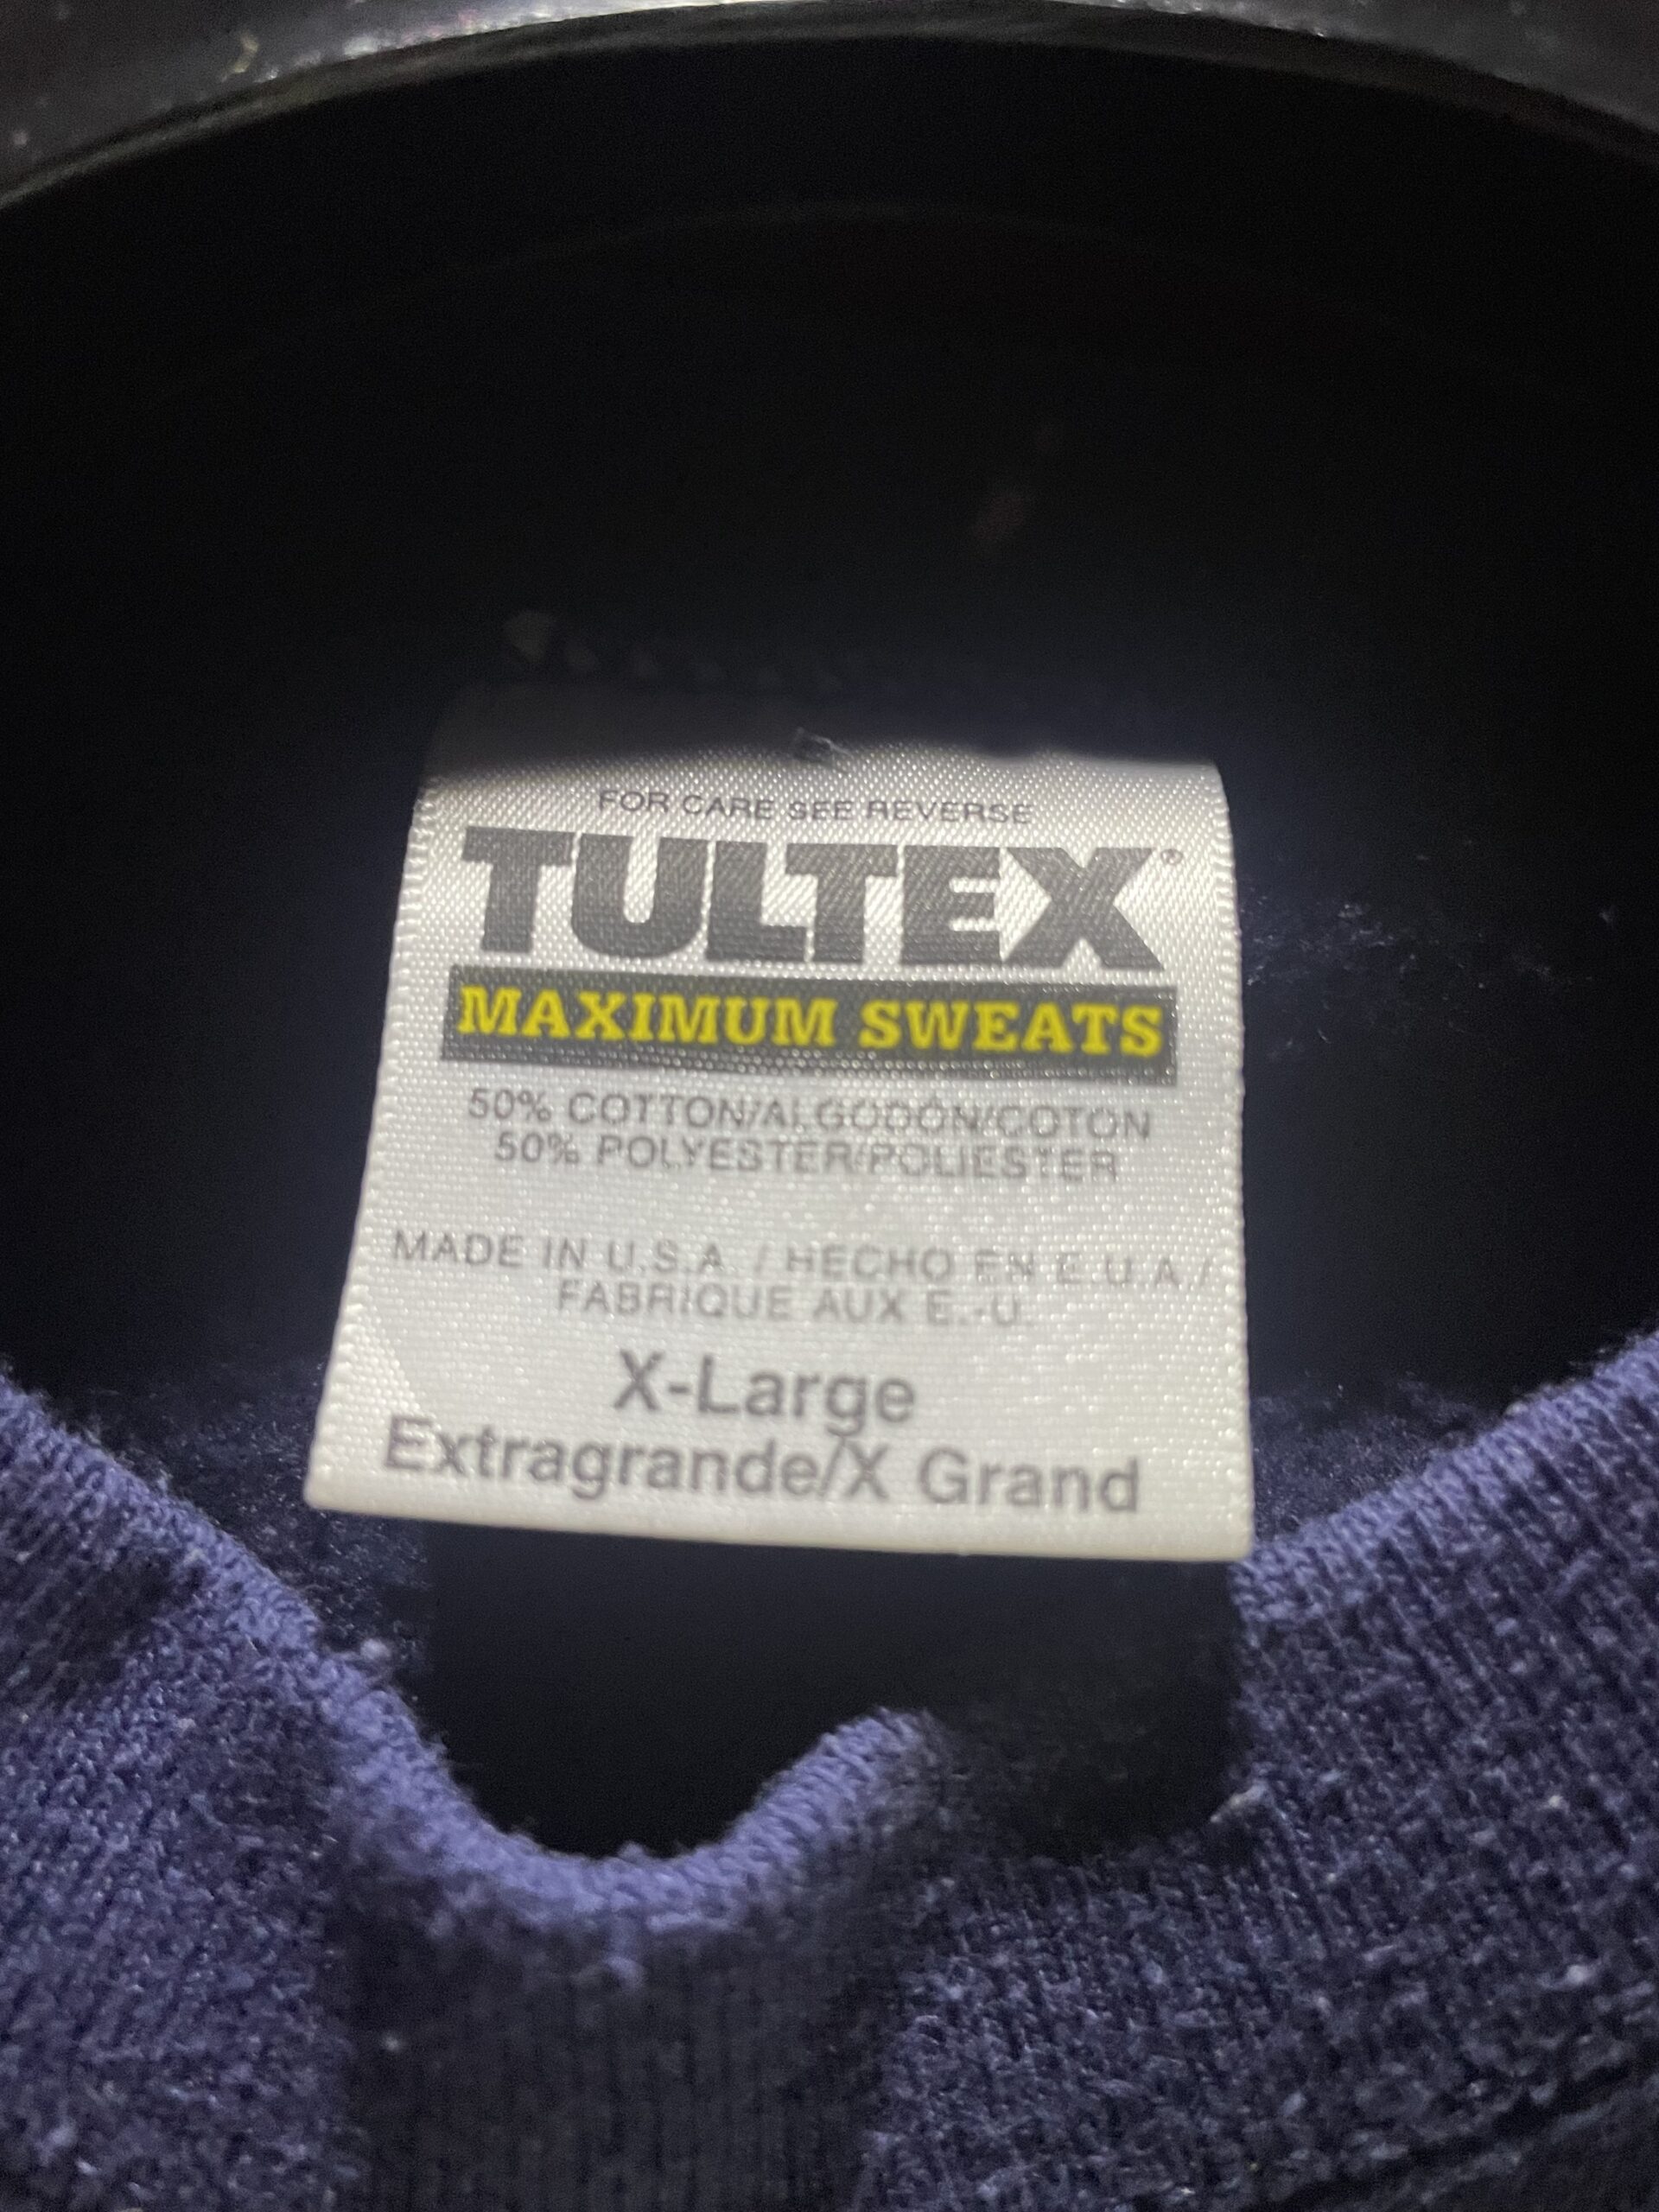 FOR CARE SEE REVERSE
TULTEX®
MAXIMUM SWEATS
50% COTTON/ALGODÓN/COTON
50% POLYESTER/POLIESTER
MADE IN U.S.A. / HECHO EN E.U.A./
FABRIQUE AUX E.-U.
X-Large
Extragrande/X Grand